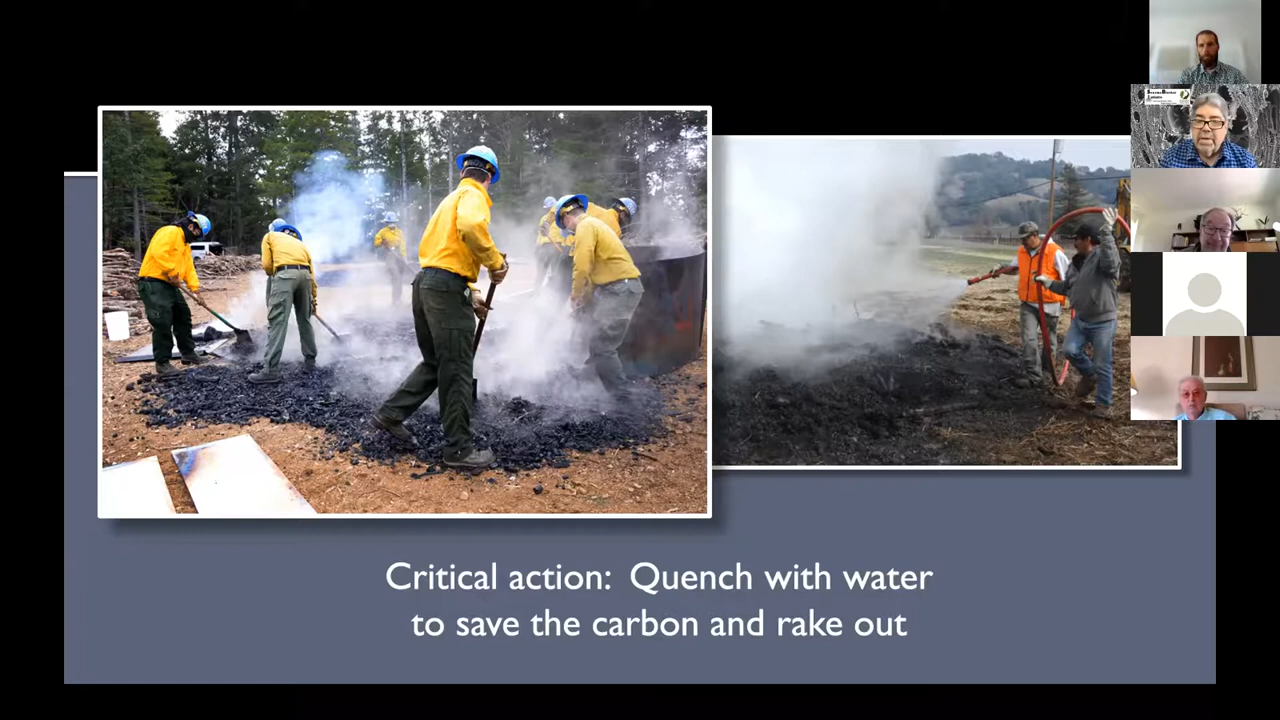 Critical action:  Quench with water
to save the carbon and rake out